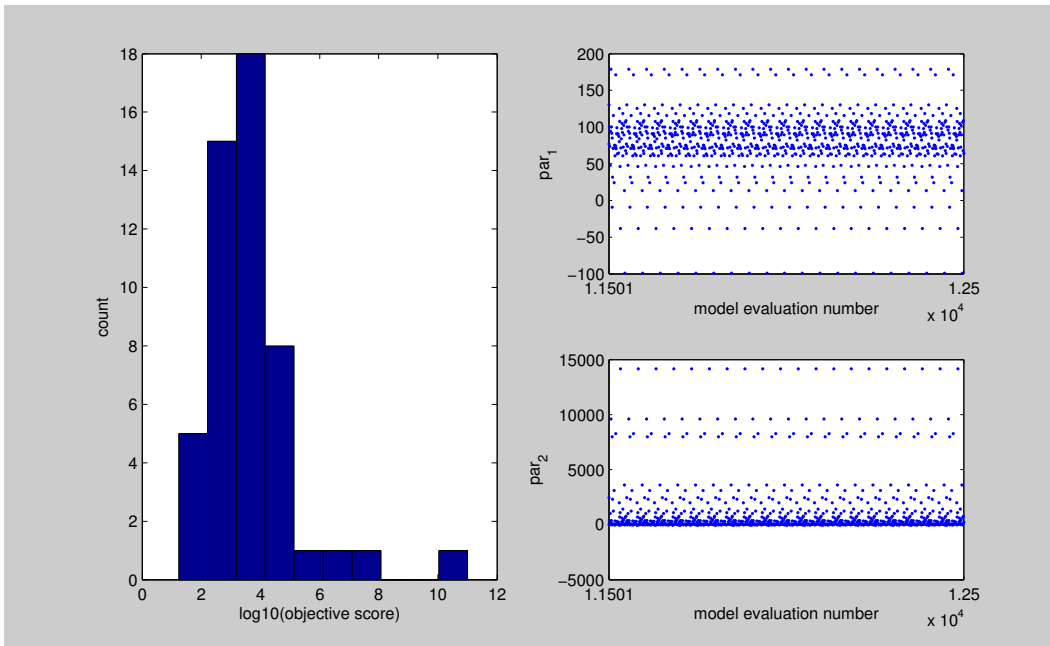 18
16
14
12
10
8
6
4
2
0
count
0 2 4 6 8 10 12
log10(objective score)
200
150
100
50
0
−50
−100
par1
1.1501 1.25
model evaluation number
x 10^4
15000
10000
5000
0
−5000
par2
1.1501 1.25
model evaluation number
x 10^4